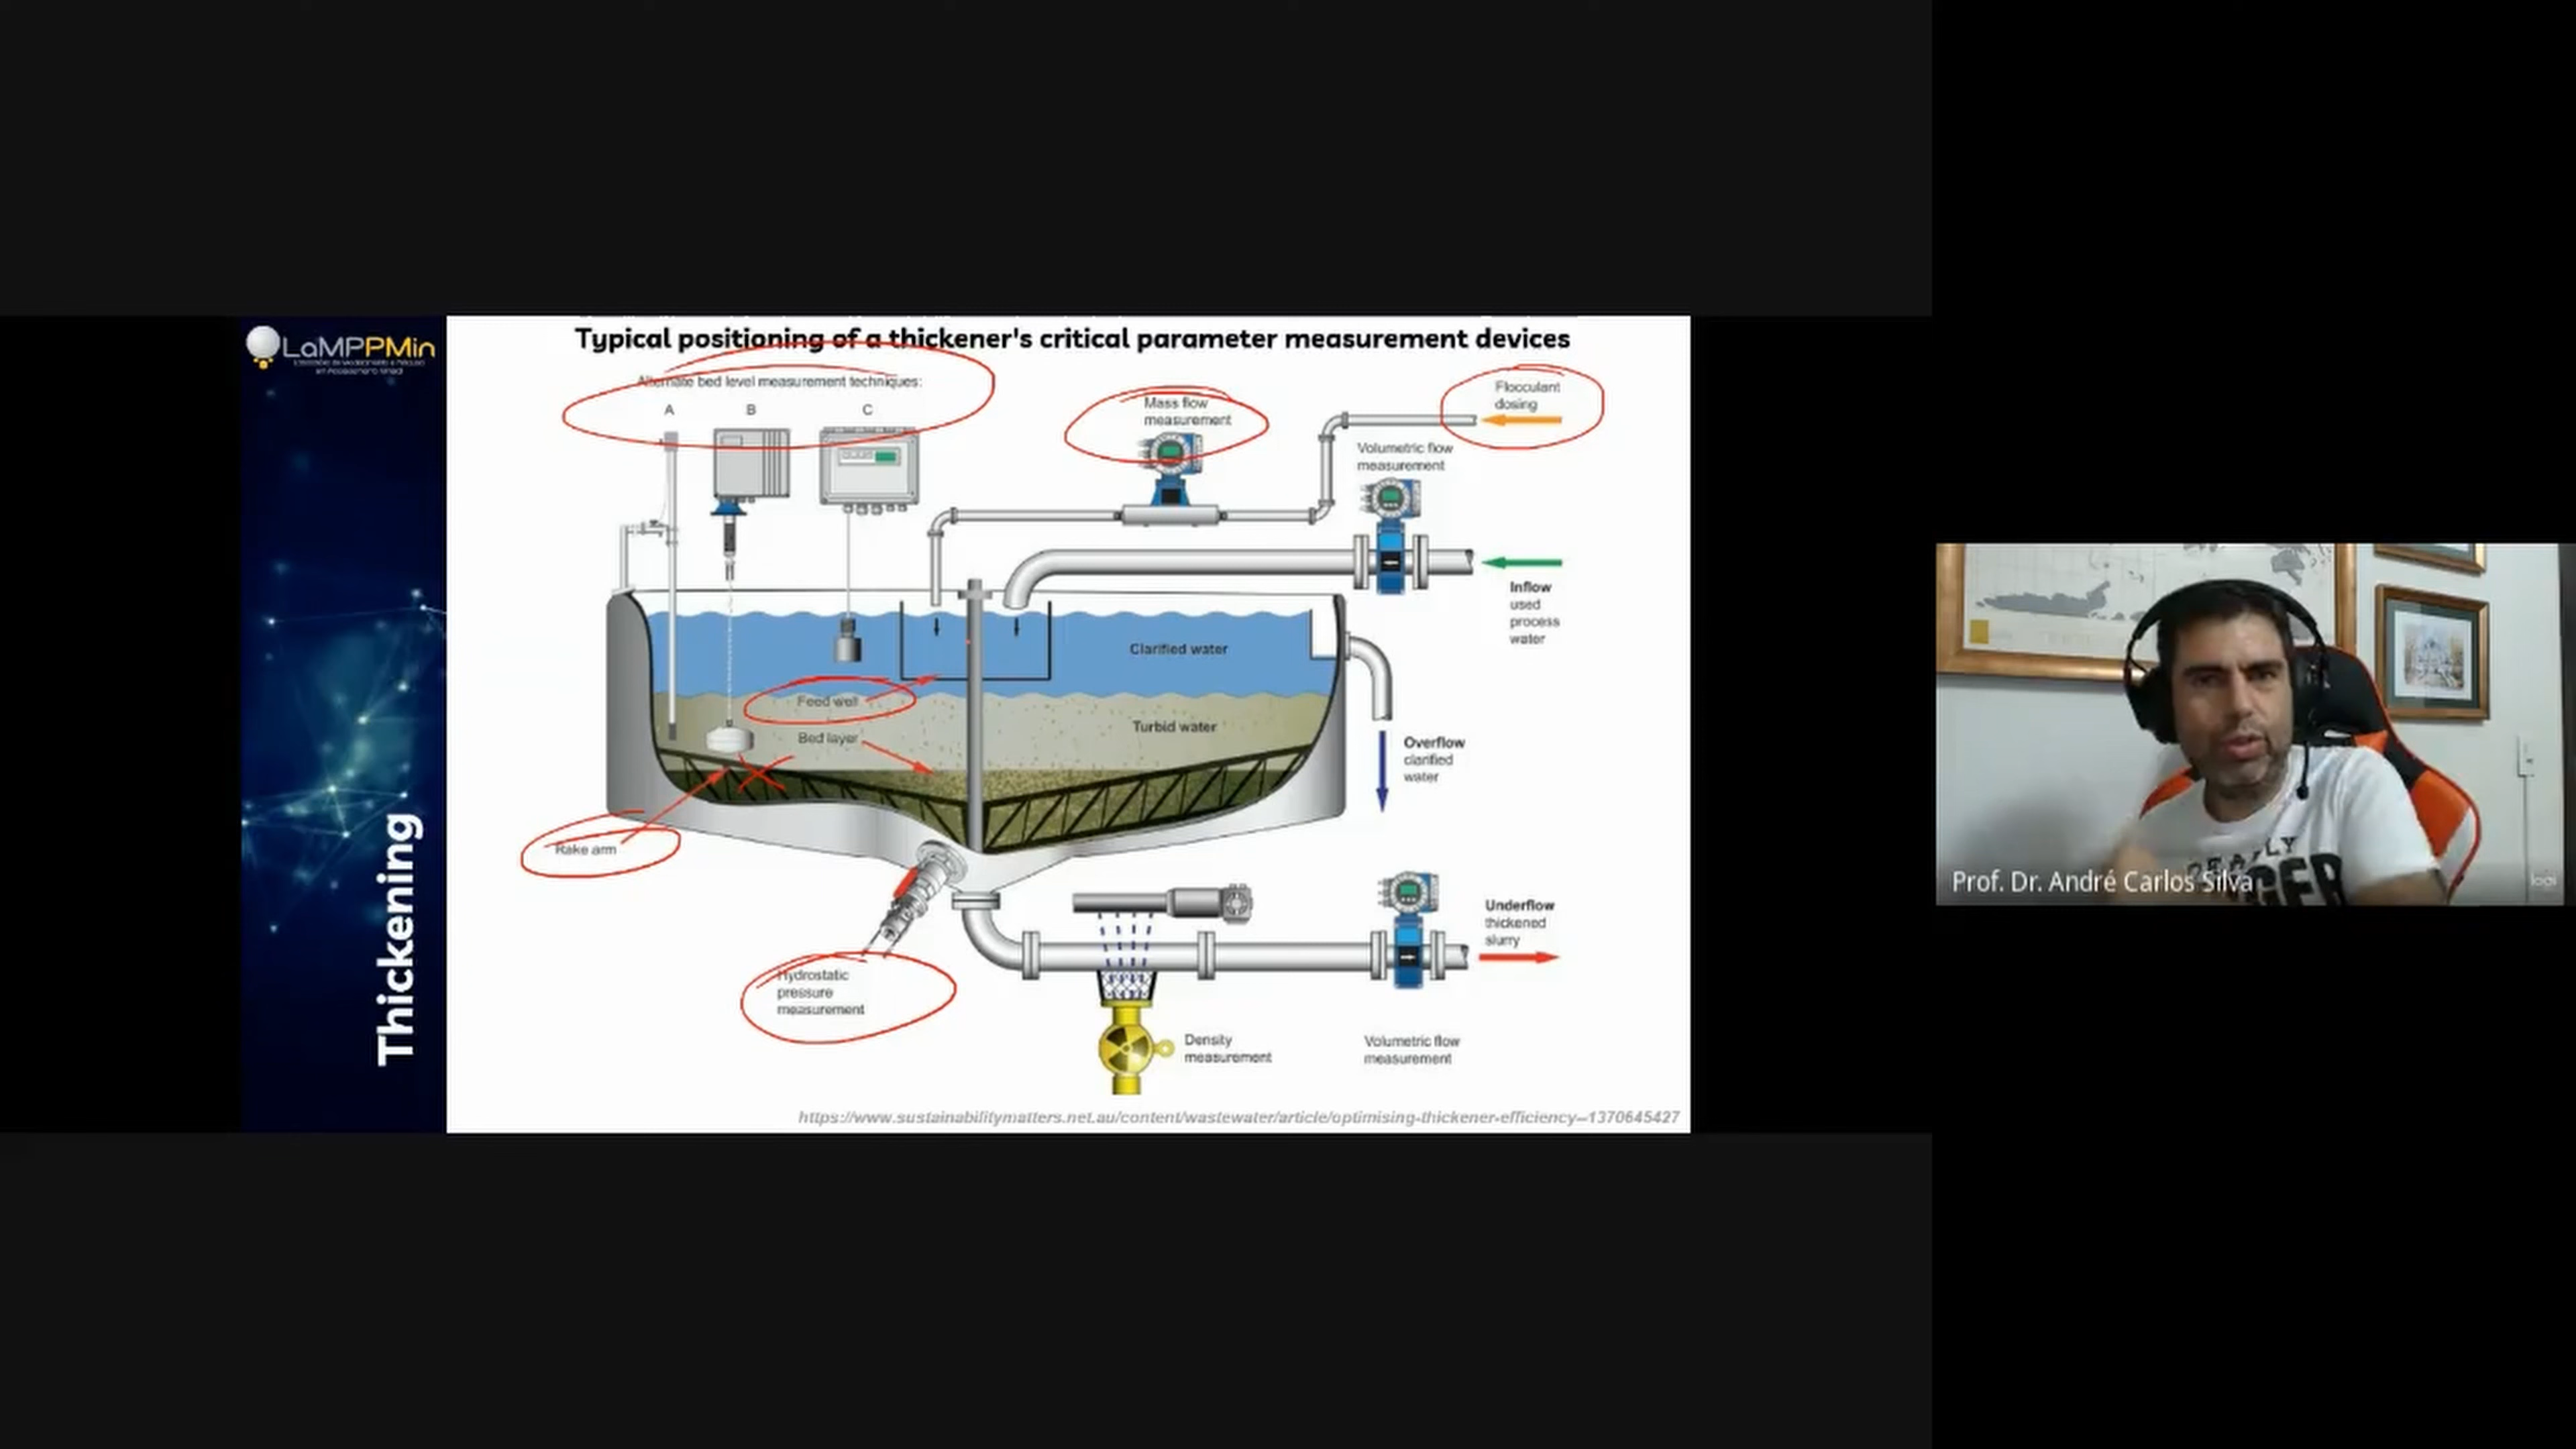 LaMPPMin
Thickening
Typical positioning of a thickener's critical parameter measurement devices
Alternate bed level measurement techniques:
A B C
Mass flow
measurement
Flocculant
dosing
Volumetric flow
measurement
Inflow
used
process
water
Clarified water
Feed well
Turbid water
Bed layer
Overflow
clarified
water
Rake arm
Underflow
thickened
slurry
Hydrostatic
pressure
measurement
Density
measurement
Volumetric flow
measurement
https://www.sustainabilitymatters.net.au/content/wastewater/article/optimising-thickener-efficiency--1370645427
Prof. Dr. André Carlos Silva